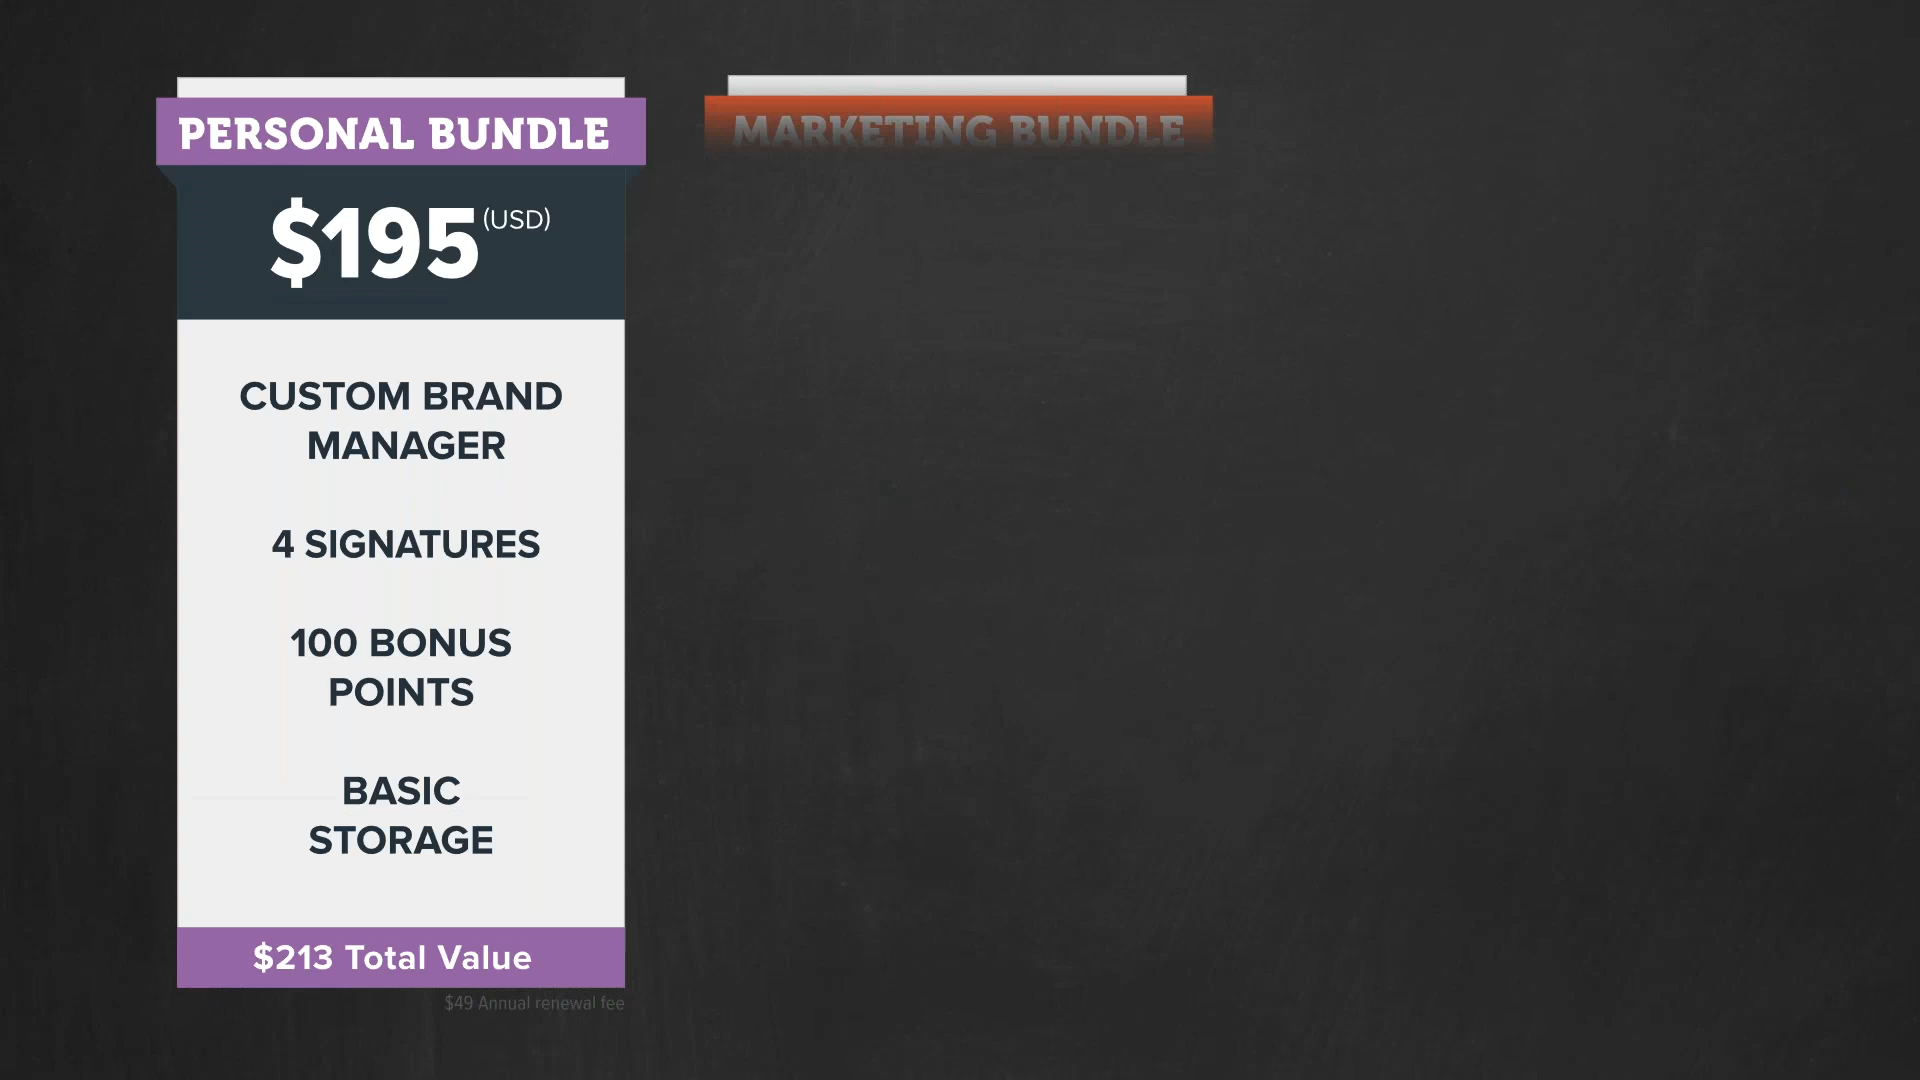 PERSONAL BUNDLE
$195 (USD)
CUSTOM BRAND
MANAGER
4 SIGNATURES
100 BONUS
POINTS
BASIC
STORAGE
$213 Total Value
$49 Annual renewal fee
MARKETING BUNDLE